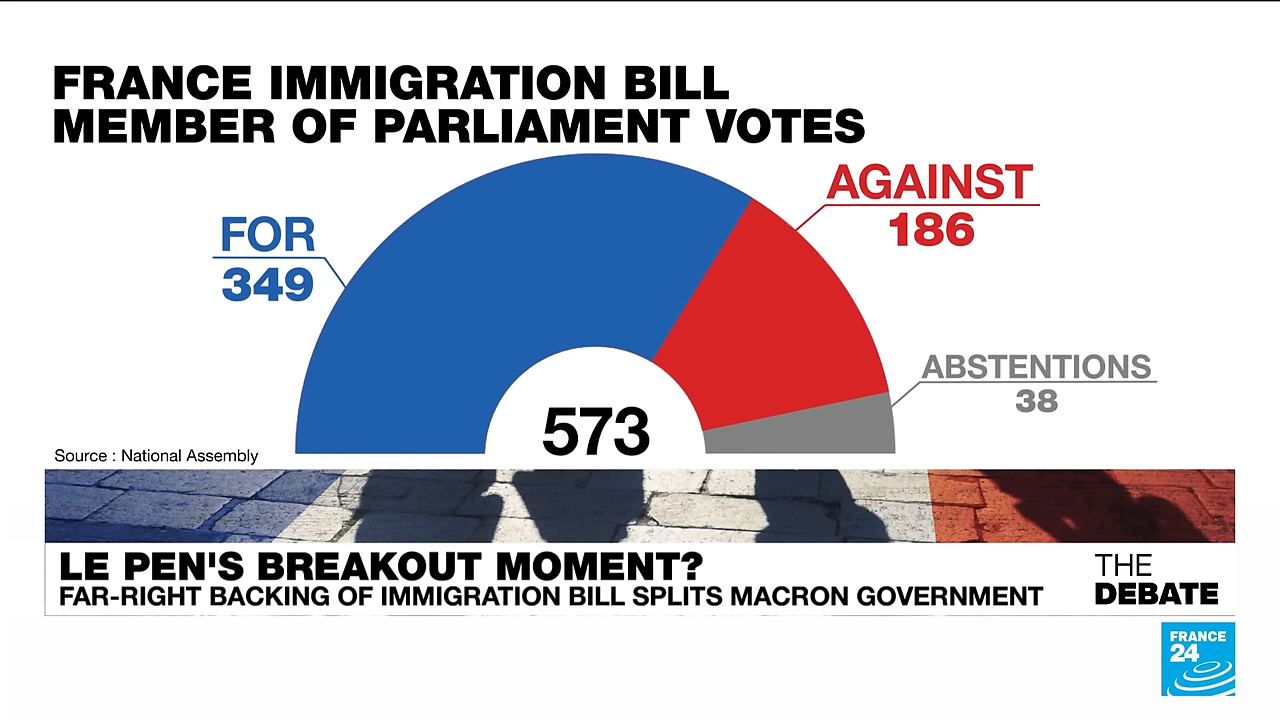 FRANCE IMMIGRATION BILL
MEMBER OF PARLIAMENT VOTES
FOR
349
AGAINST
186
ABSTENTIONS
38
573
Source : National Assembly
LE PEN'S BREAKOUT MOMENT?
FAR-RIGHT BACKING OF IMMIGRATION BILL SPLITS MACRON GOVERNMENT
THE
DEBATE
FRANCE
24